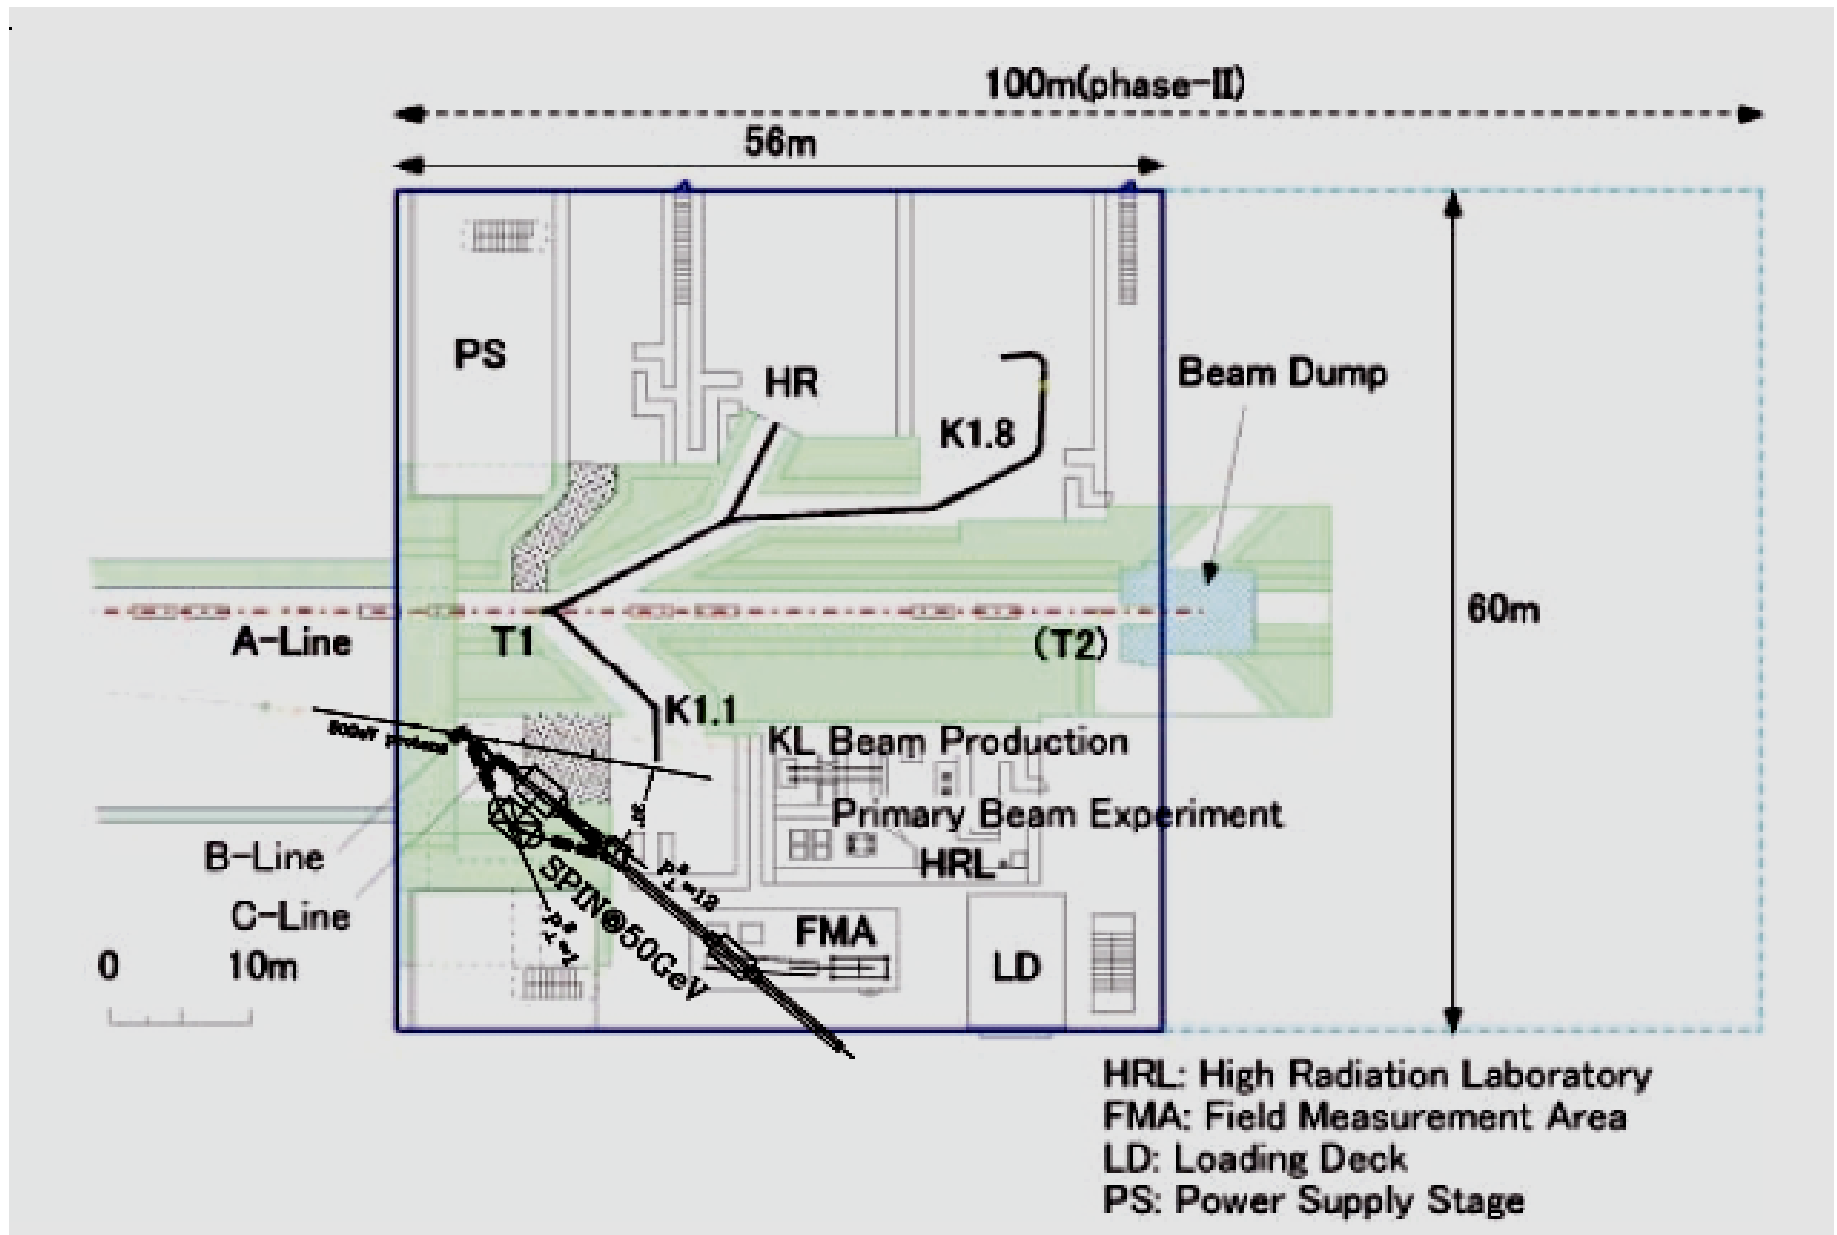 100m(phase-II)
56m
PS
HR
K1.8
Beam Dump
60m
A-Line
T1
(T2)
K1.1
50GeV protons
KL Beam Production
Primary Beam Experiment
HRL
B-Line
C-Line
SPIN@50GeV
FMA
LD
0 10m
HRL: High Radiation Laboratory
FMA: Field Measurement Area
LD: Loading Deck
PS: Power Supply Stage